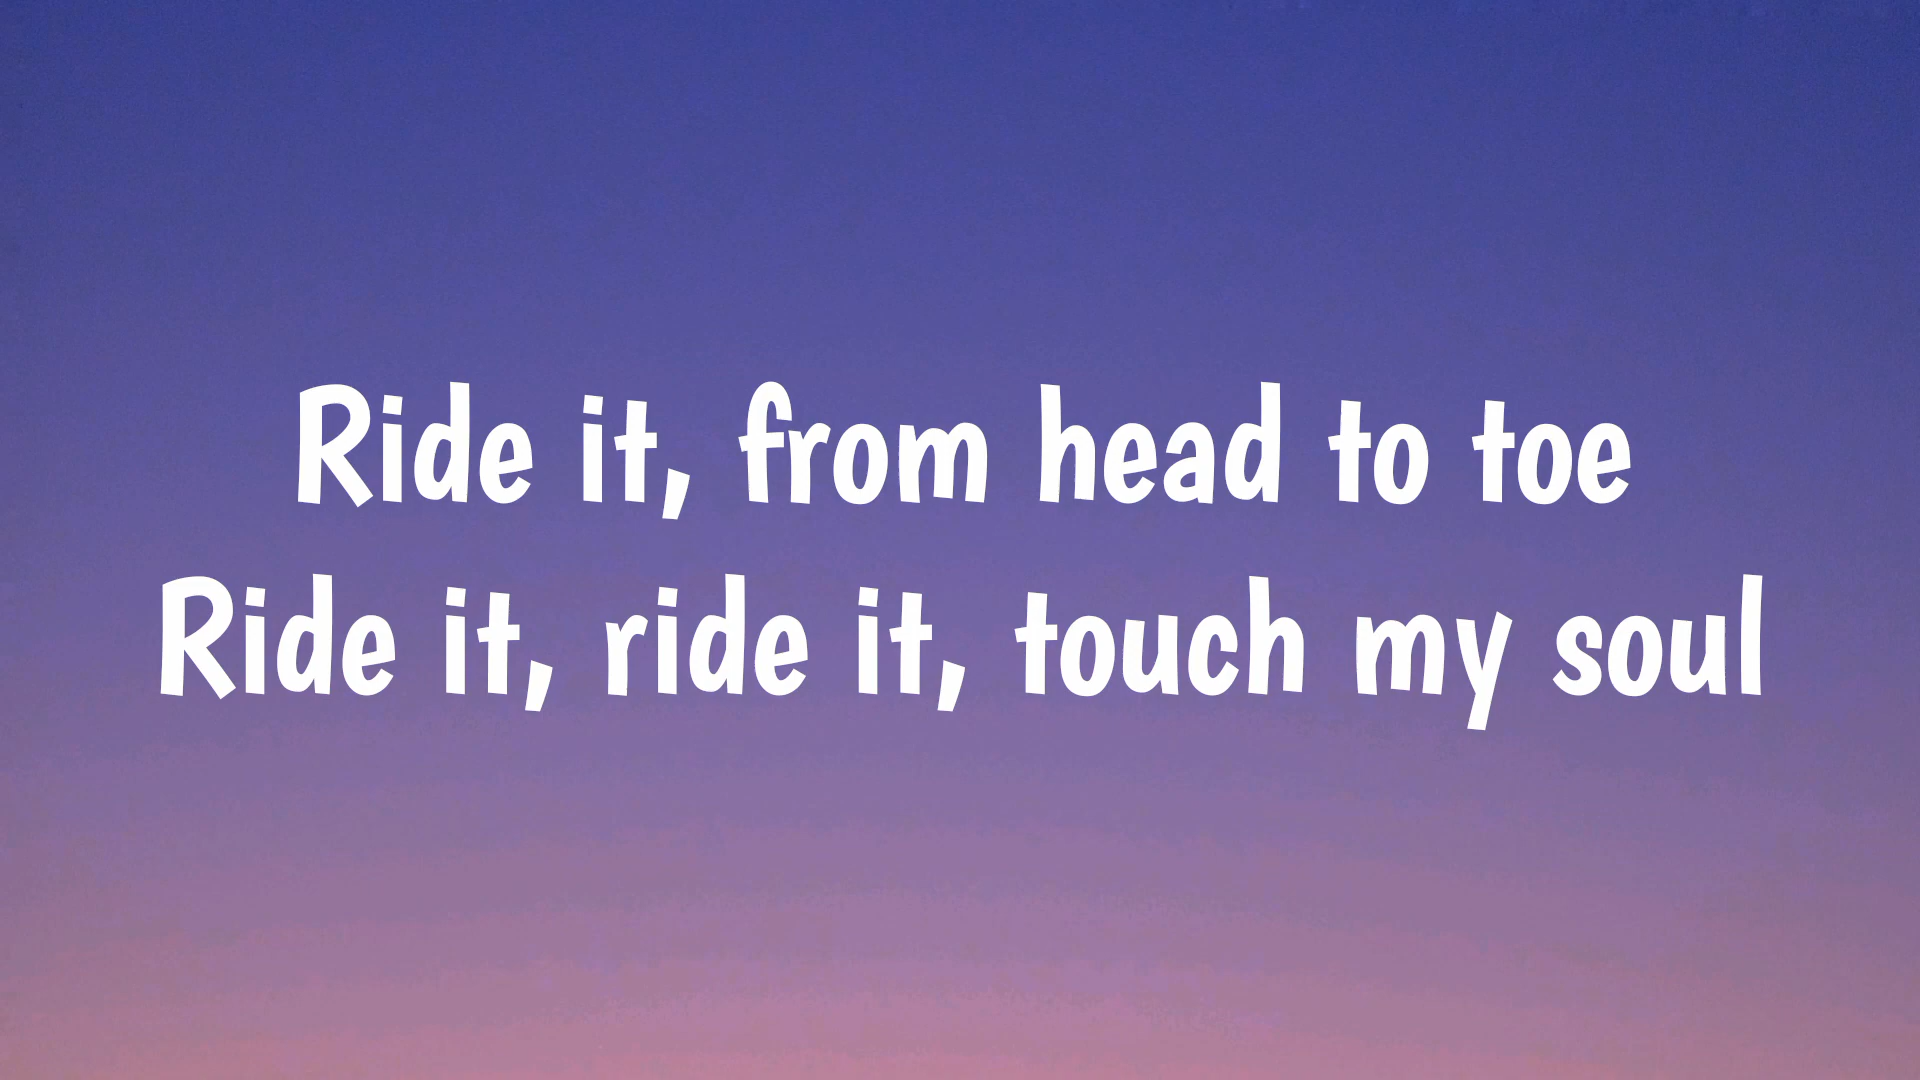 Ride it, from head to toe
Ride it, ride it, touch my soul